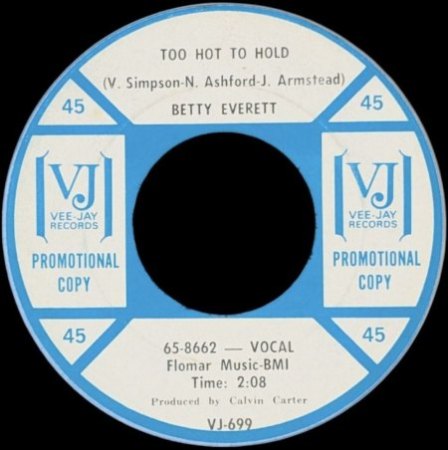 TOO HOT TO HOLD
(V. Simpson-N. Ashford-J. Armstead)
BETTY EVERETT
45
45
VJ
VEE-JAY
RECORDS
PROMOTIONAL
COPY
VJ
VEE-JAY
RECORDS
PROMOTIONAL
COPY
45
45
65-8662 — VOCAL
Flomar Music-BMI
Time: 2:08
Produced by Calvin Carter
VJ-699